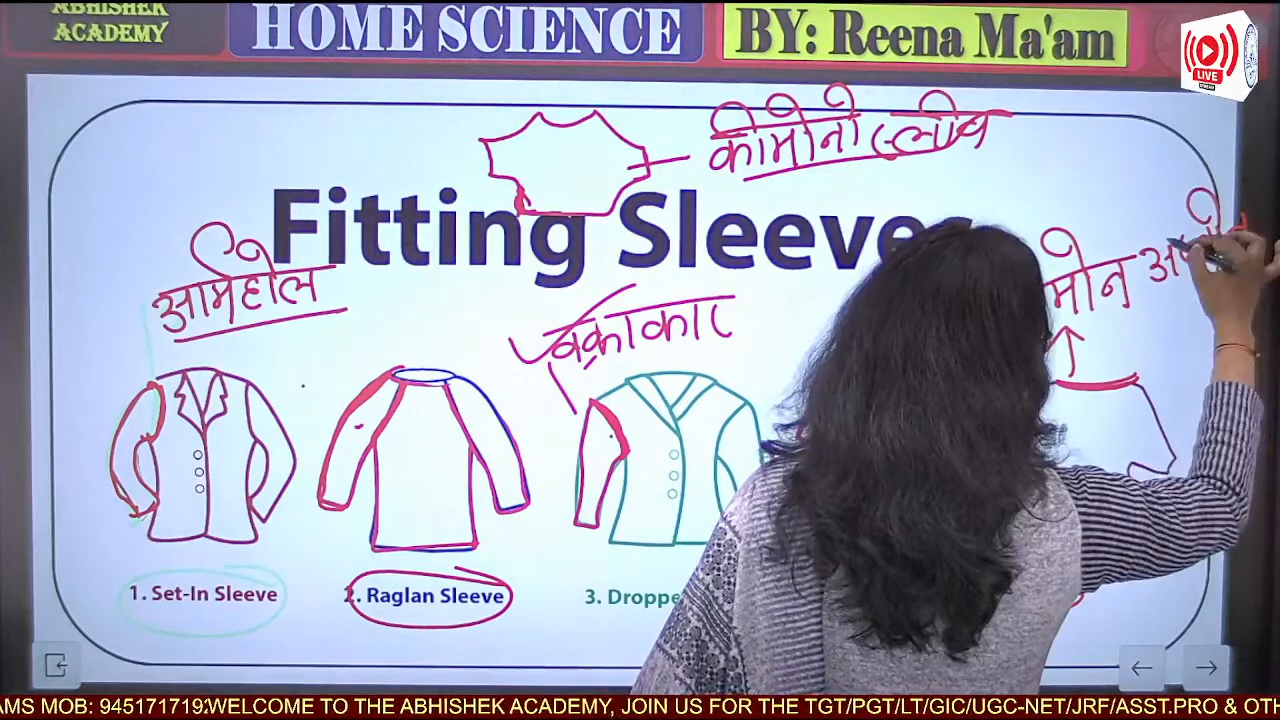 ABHISHEK
ACADEMY
HOME SCIENCE
BY: Reena Ma'am
LIVE
कीमोनो स्लीव
Fitting Sleeve
आर्महोल
वक्राकार
1. Set-In Sleeve
2. Raglan Sleeve
3. Droppe
AMS MOB: 945171719
WELCOME TO THE ABHISHEK ACADEMY, JOIN US FOR THE TGT/PGT/LT/GIC/UGC-NET/JRF/ASST.PRO & OTH